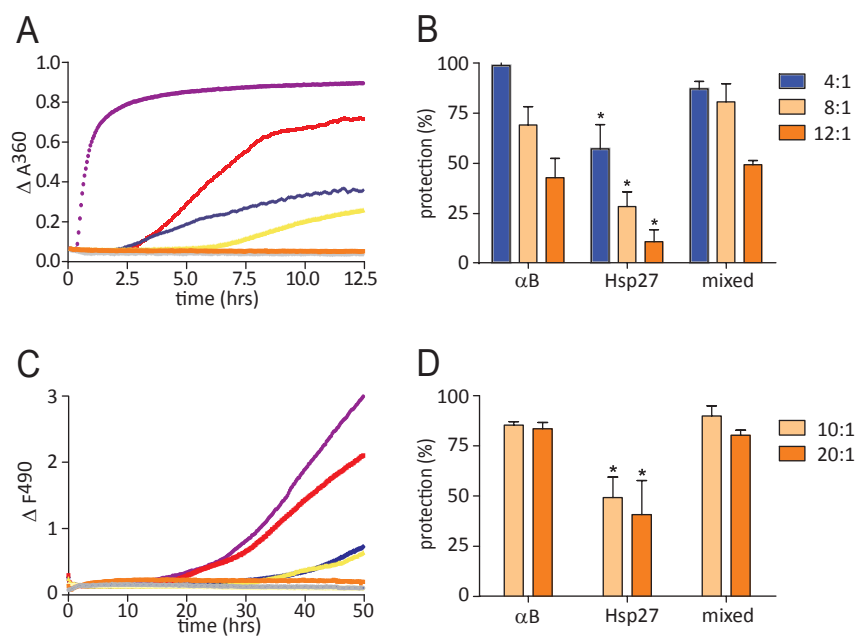 A
Δ A360
1.0
0.8
0.6
0.4
0.2
0.0
0 2.5 5.0 7.5 10.0 12.5
time (hrs)
B
protection (%)
100
75
50
25
0
* * *
αB Hsp27 mixed
4:1
8:1
12:1
C
Δ F490
3
2
1
0
0 10 20 30 40 50
time (hrs)
D
protection (%)
100
75
50
25
0
* *
αB Hsp27 mixed
10:1
20:1